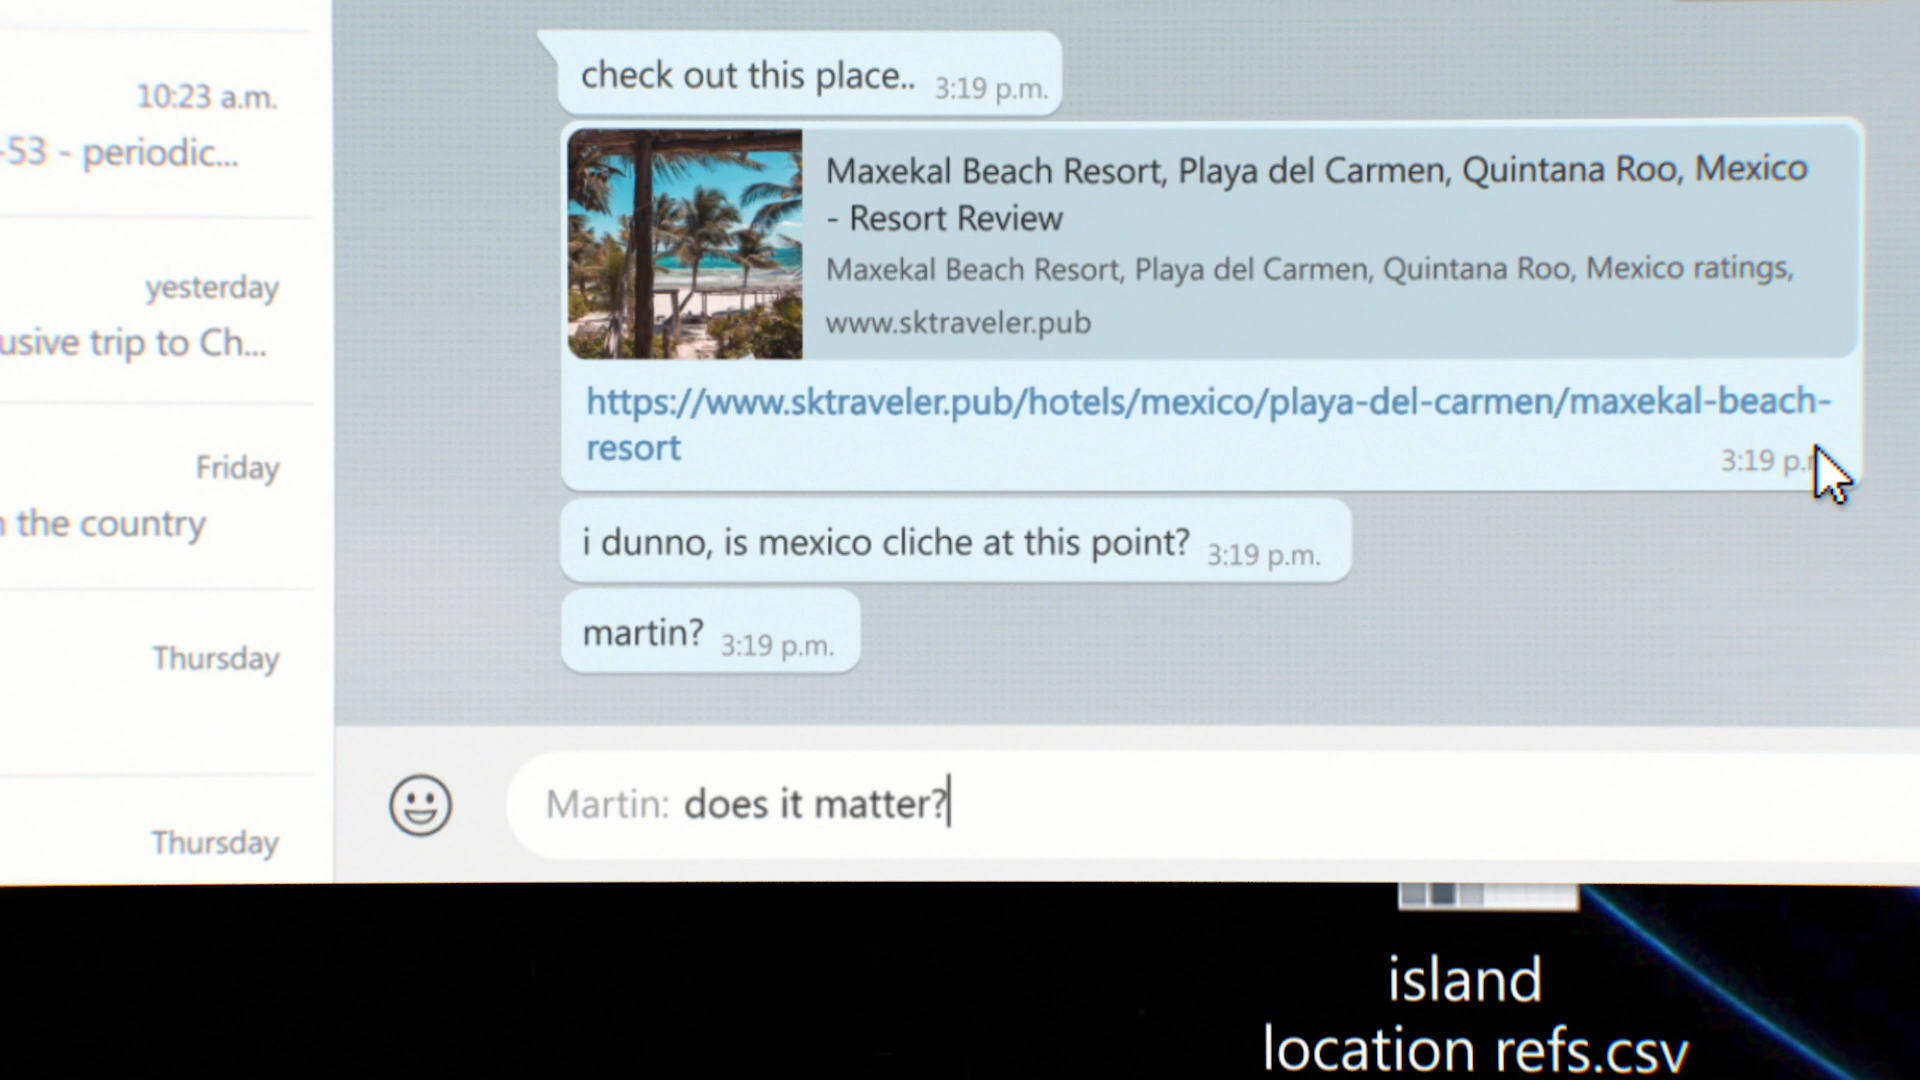 10:23 a.m.
-53 - periodic...
yesterday
usive trip to Ch...
Friday
the country
Thursday
Thursday
check out this place.. 3:19 p.m.
Maxekal Beach Resort, Playa del Carmen, Quintana Roo, Mexico
- Resort Review
Maxekal Beach Resort, Playa del Carmen, Quintana Roo, Mexico ratings,
www.sktraveler.pub
https://www.sktraveler.pub/hotels/mexico/playa-del-carmen/maxekal-beach-
resort
3:19 p.
i dunno, is mexico cliche at this point? 3:19 p.m.
martin? 3:19 p.m.
Martin: does it matter?
island
location refs.csv